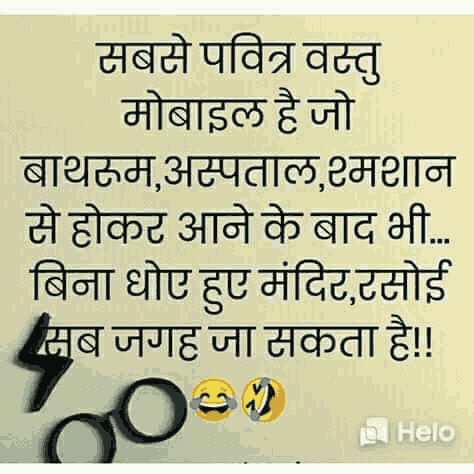 सबसे पवित्र वस्तु
मोबाइल है जो
बाथरूम,अस्पताल,श्मशान
से होकर आने के बाद भी...
बिना धोए हुए मंदिर,रसोई
सब जगह जा सकता है!!
😂🤣
Helo